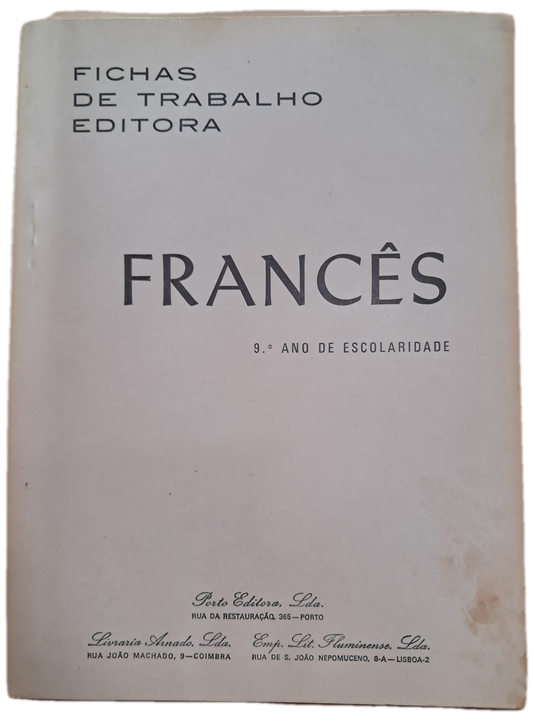 FICHAS
DE TRABALHO
EDITORA
FRANCÊS
9.º ANO DE ESCOLARIDADE
Porto Editora, Lda.
RUA DA RESTAURAÇÃO, 365—PORTO
Livraria Arnado, Lda.
RUA JOÃO MACHADO, 9—COIMBRA
Emp. Lit. Fluminense, Lda.
RUA DE S. JOÃO NEPOMUCENO, 8-A—LISBOA-2